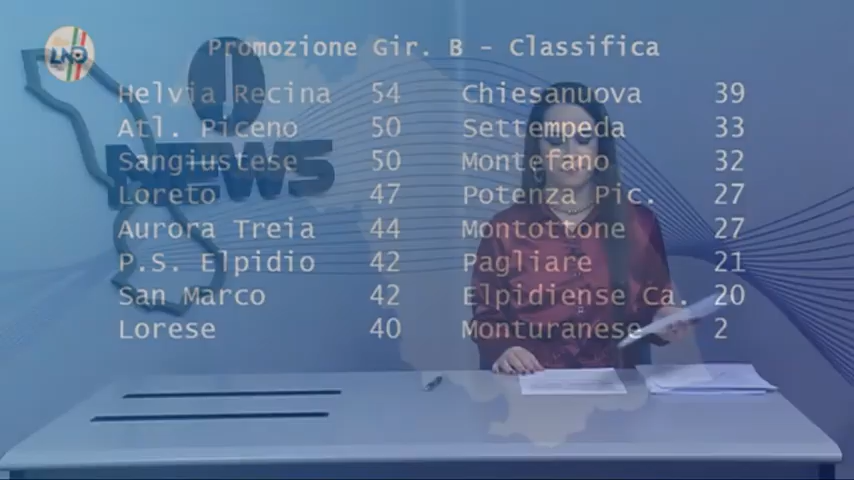 LND
Promozione Gir. B - Classifica
Helvia Recina 54 Chiesanuova 39
Atl. Piceno 50 Settempeda 33
Sangiustese 50 Montefano 32
Loreto 47 Potenza Pic. 27
Aurora Treia 44 Montottone 27
P.S. Elpidio 42 Pagliare 21
San Marco 42 Elpidiense Ca. 20
Lorese 40 Monturanese 2
NEWS